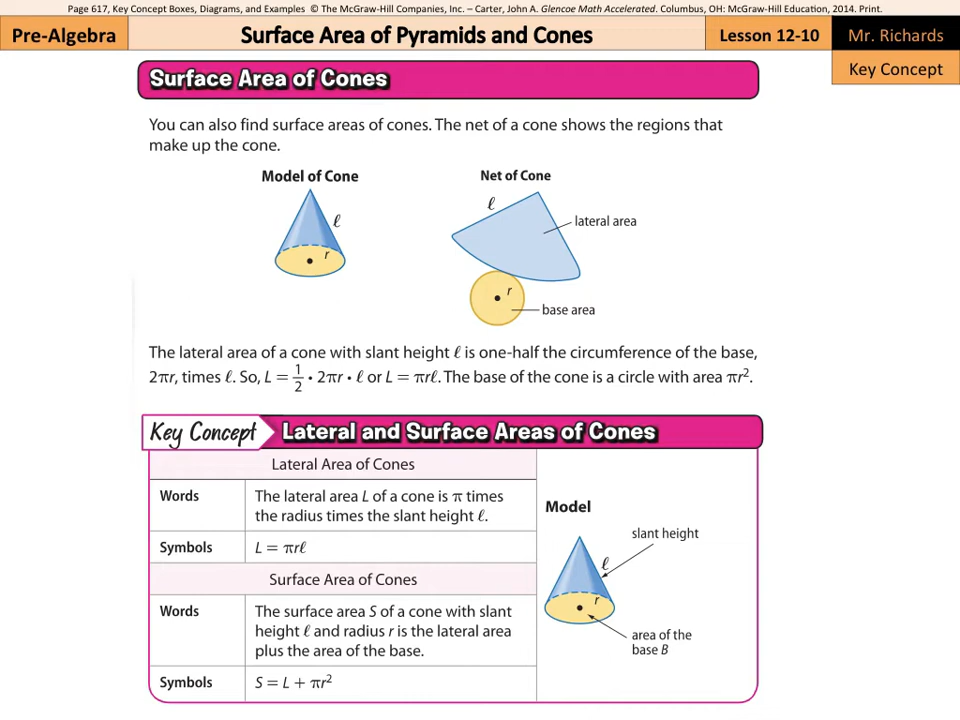 Page 617, Key Concept Boxes, Diagrams, and Examples © The McGraw-Hill Companies, Inc. – Carter, John A. Glencoe Math Accelerated. Columbus, OH: McGraw-Hill Education, 2014. Print.
Pre-Algebra
Surface Area of Pyramids and Cones
Lesson 12-10
Mr. Richards
Key Concept
Surface Area of Cones
You can also find surface areas of cones. The net of a cone shows the regions that
make up the cone.
Model of Cone
ℓ
r
Net of Cone
ℓ
lateral area
r
base area
The lateral area of a cone with slant height ℓ is one-half the circumference of the base,
2πr, times ℓ. So, L = 1/2 • 2πr • ℓ or L = πrℓ. The base of the cone is a circle with area πr².
Key Concept
Lateral and Surface Areas of Cones
Lateral Area of Cones
Words
The lateral area L of a cone is π times
the radius times the slant height ℓ.
Symbols
L = πrℓ
Surface Area of Cones
Words
The surface area S of a cone with slant
height ℓ and radius r is the lateral area
plus the area of the base.
Symbols
S = L + πr²
Model
slant height
ℓ
r
area of the
base B